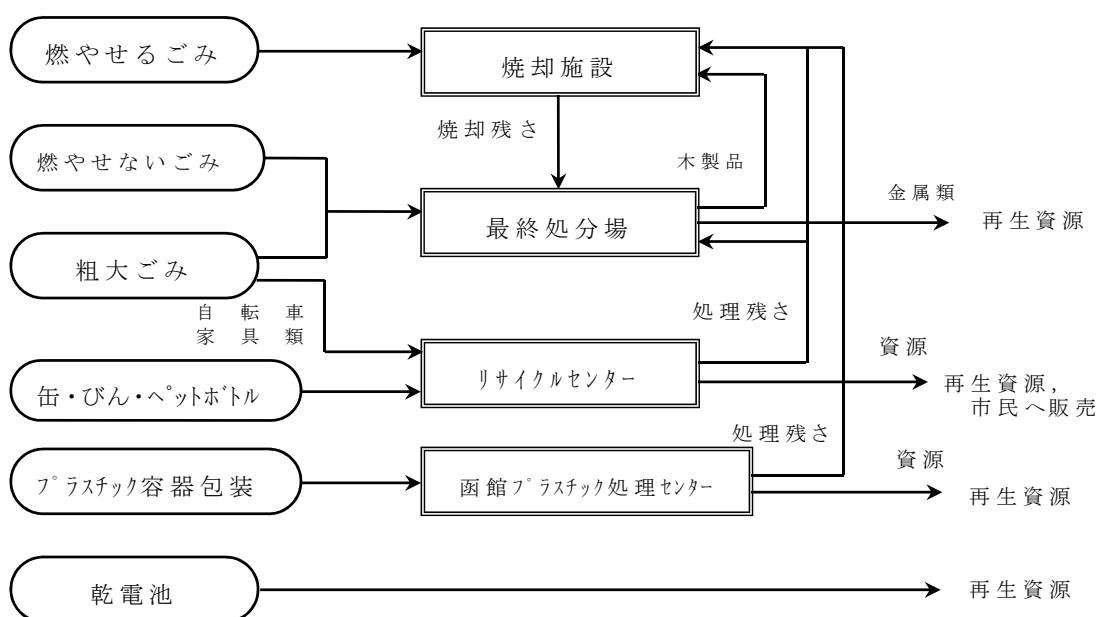 燃やせるごみ
焼却施設
焼却残さ
燃やせないごみ
木製品
金属類
最終処分場
再生資源
粗大ごみ
自転車
家具類
処理残さ
資源
リサイクルセンター
缶・びん・ペットボトル
再生資源，
市民へ販売
処理残さ
資源
プラスチック容器包装
函館プラスチック処理センター
再生資源
乾電池
再生資源